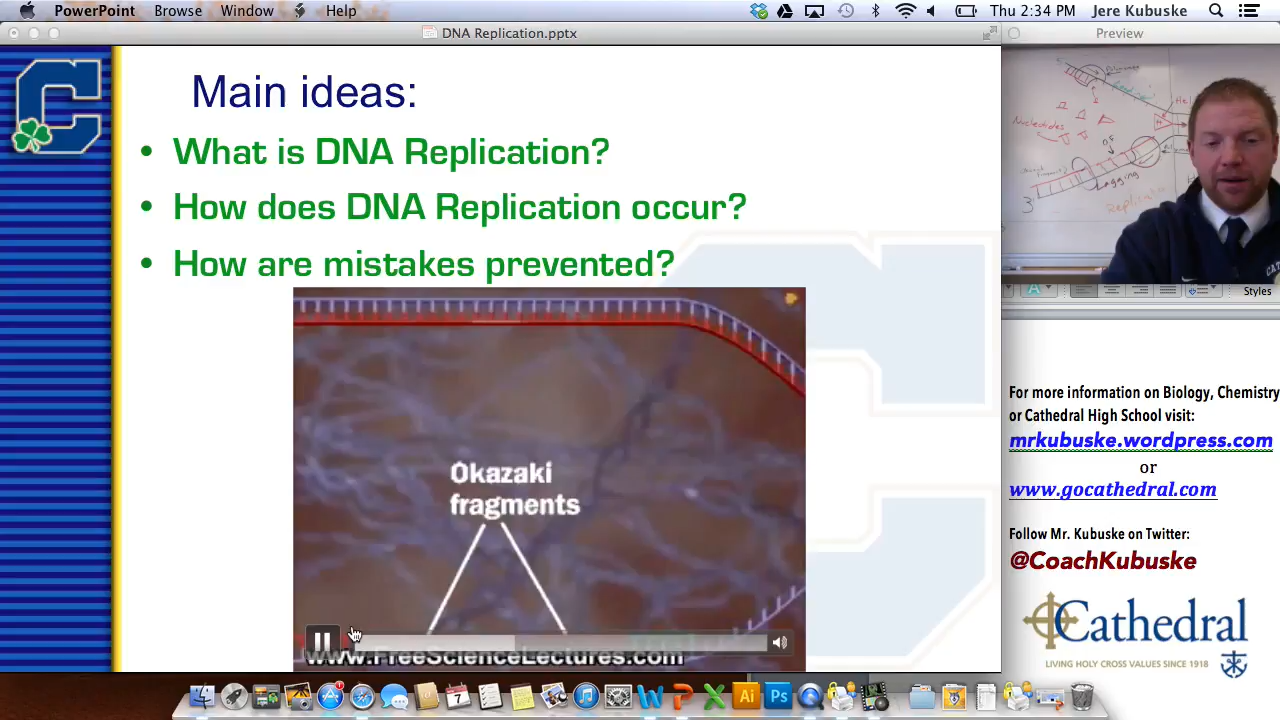 PowerPoint Browse Window Help Thu 2:34 PM Jere Kubuske
DNA Replication.pptx
Preview
Main ideas:
• What is DNA Replication?
• How does DNA Replication occur?
• How are mistakes prevented?
Okazaki
fragments
www.FreeScienceLectures.com
Nucleotides
Lagging
3'
Styles
For more information on Biology, Chemistry
or Cathedral High School visit:
mrkubuske.wordpress.com
or
www.gocathedral.com
Follow Mr. Kubuske on Twitter:
@CoachKubuske
Cathedral
LIVING HOLY CROSS VALUES SINCE 1918